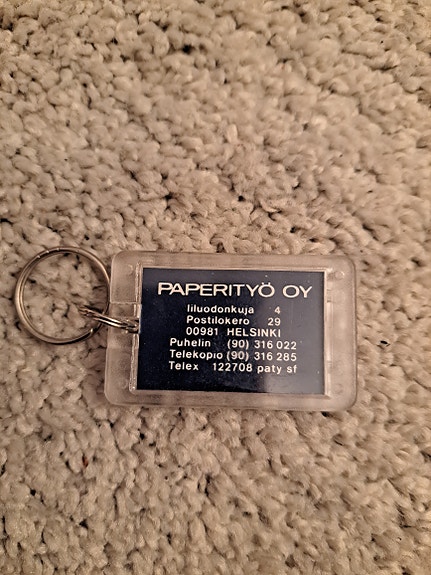 PAPERITYÖ OY
Iiluodonkuja 4
Postilokero 29
00981 HELSINKI
Puhelin (90) 316 022
Telekopio (90) 316 285
Telex 122708 paty sf